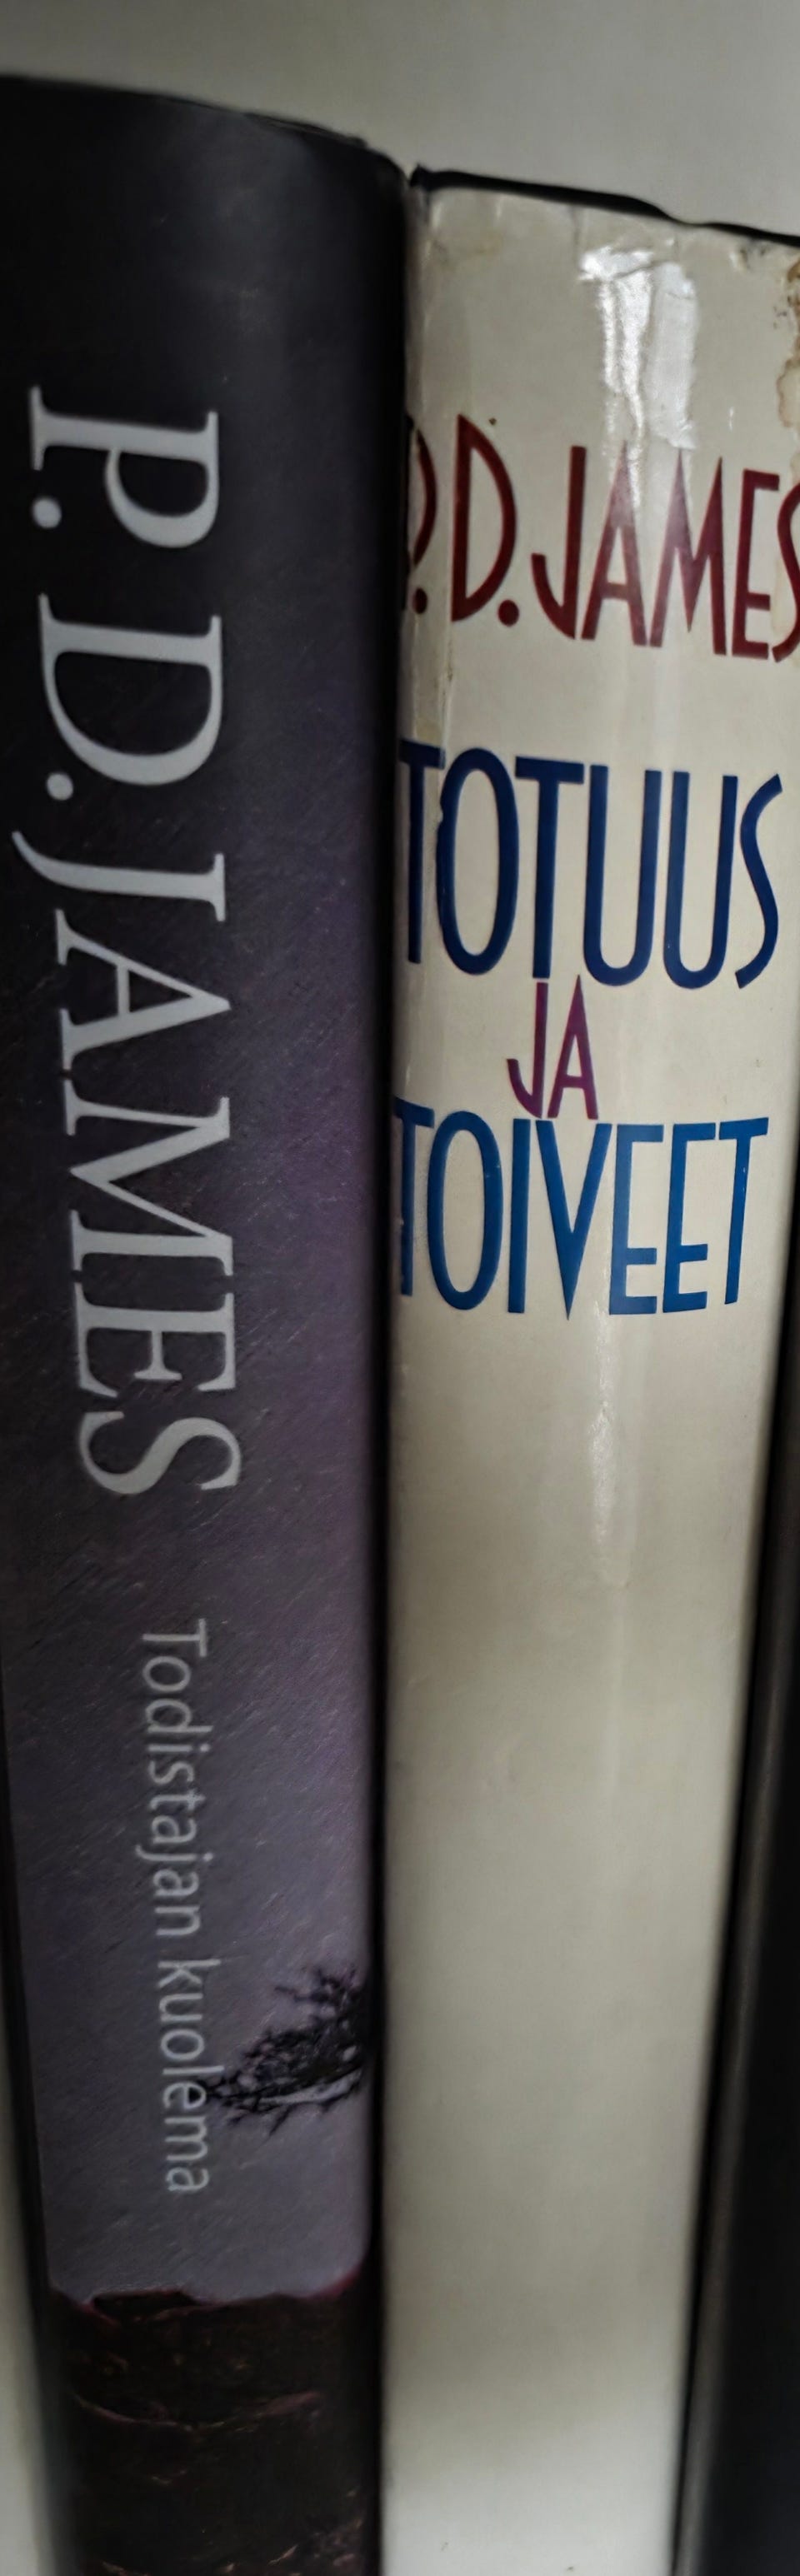 P. D. JAMES Todistajan kuolema
P. D. JAMES
TOTUUS
JA
TOIVEET